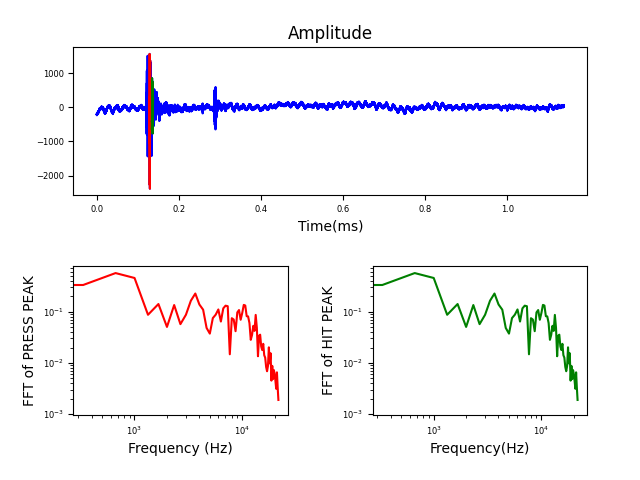 Amplitude
1000
0
−1000
−2000
0.0 0.2 0.4 0.6 0.8 1.0
Time(ms)
FFT of PRESS PEAK
10⁻¹
10⁻²
10⁻³
10³ 10⁴
Frequency (Hz)
FFT of HIT PEAK
10⁻¹
10⁻²
10⁻³
10³ 10⁴
Frequency(Hz)